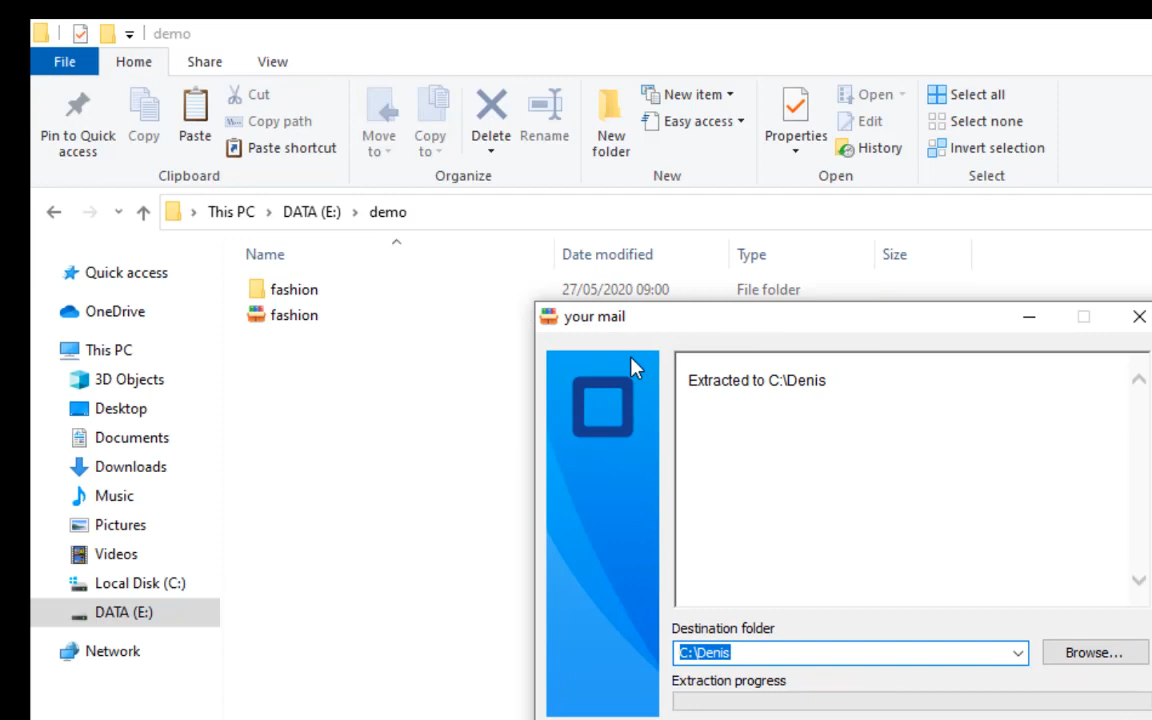 demo
File Home Share View
Pin to Quick access
Copy
Paste
Cut
Copy path
Paste shortcut
Clipboard
Move to
Copy to
Delete
Rename
Organize
New folder
New item
Easy access
New
Properties
Open
Edit
History
Open
Select all
Select none
Invert selection
Select
This PC > DATA (E:) > demo
Name Date modified Type Size
Quick access
OneDrive
This PC
3D Objects
Desktop
Documents
Downloads
Music
Pictures
Videos
Local Disk (C:)
DATA (E:)
Network
fashion 27/05/2020 09:00 File folder
fashion
your mail
Extracted to C:\Denis
Destination folder
C:\Denis
Browse...
Extraction progress